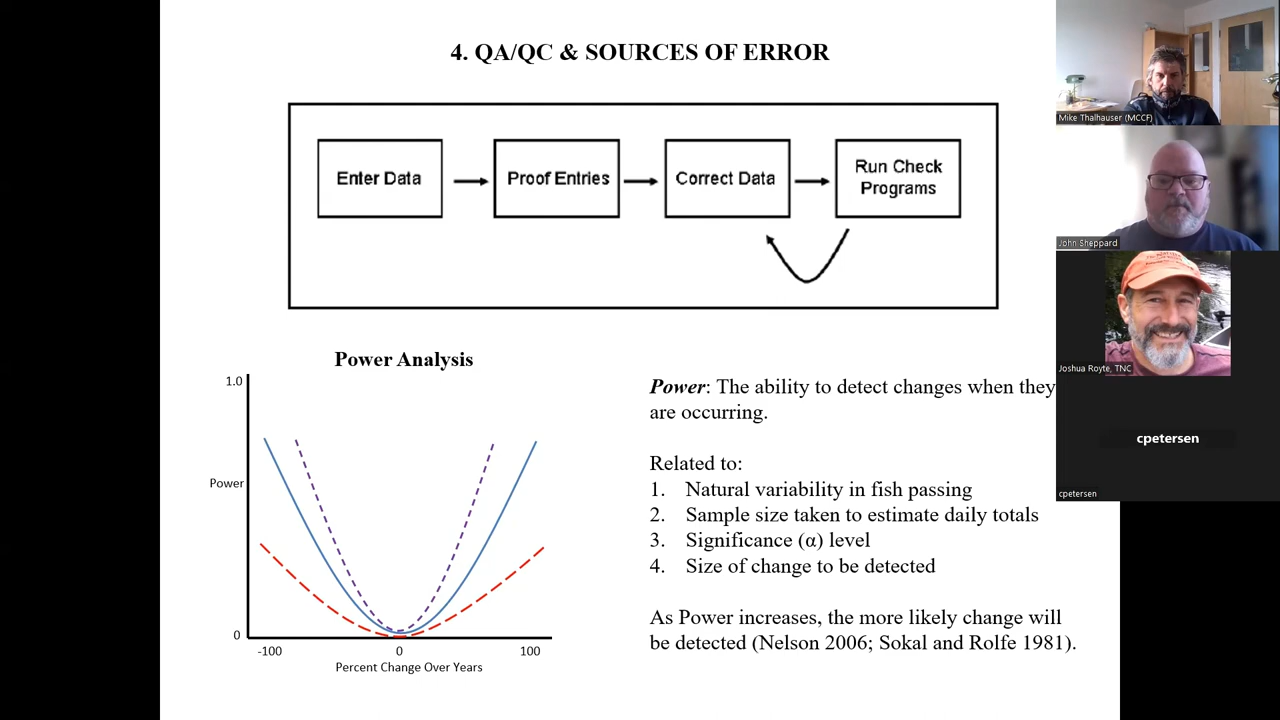 4. QA/QC & SOURCES OF ERROR
Enter Data
Proof Entries
Correct Data
Run Check
Programs
Power Analysis
1.0
Power
0
-100
0
100
Percent Change Over Years
Power: The ability to detect changes when they
are occurring.
Related to:
1. Natural variability in fish passing
2. Sample size taken to estimate daily totals
3. Significance (α) level
4. Size of change to be detected
As Power increases, the more likely change will
be detected (Nelson 2006; Sokal and Rolfe 1981).
Mike Thalhauser (MCCF)
John Sheppard
Joshua Royte, TNC
cpetersen
cpetersen